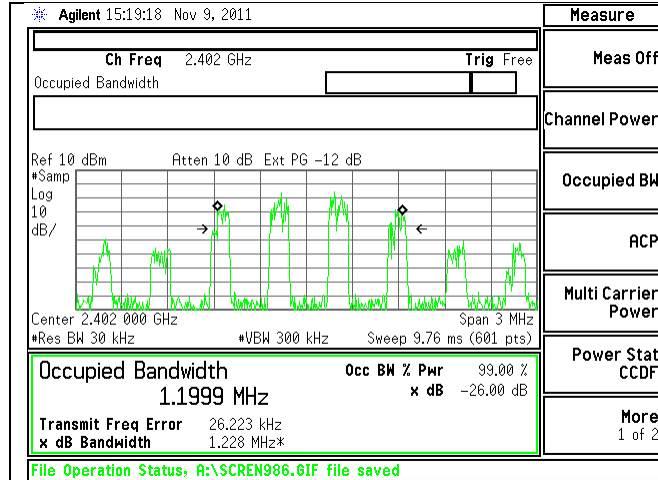 Agilent 15:19:18 Nov 9, 2011
Measure
Ch Freq 2.402 GHz Trig Free
Meas Off
Occupied Bandwidth
Channel Power
Ref 10 dBm Atten 10 dB Ext PG -12 dB
#Samp
Log
10
dB/
Occupied BW
ACP
Multi Carrier
Power
Center 2.402 000 GHz Span 3 MHz
#Res BW 30 kHz #VBW 300 kHz Sweep 9.76 ms (601 pts)
Power Stat
CCDF
Occupied Bandwidth Occ BW % Pwr 99.00 %
1.1999 MHz x dB -26.00 dB
Transmit Freq Error 26.223 kHz
x dB Bandwidth 1.228 MHz*
More
1 of 2
File Operation Status, A:\SCREN986.GIF file saved